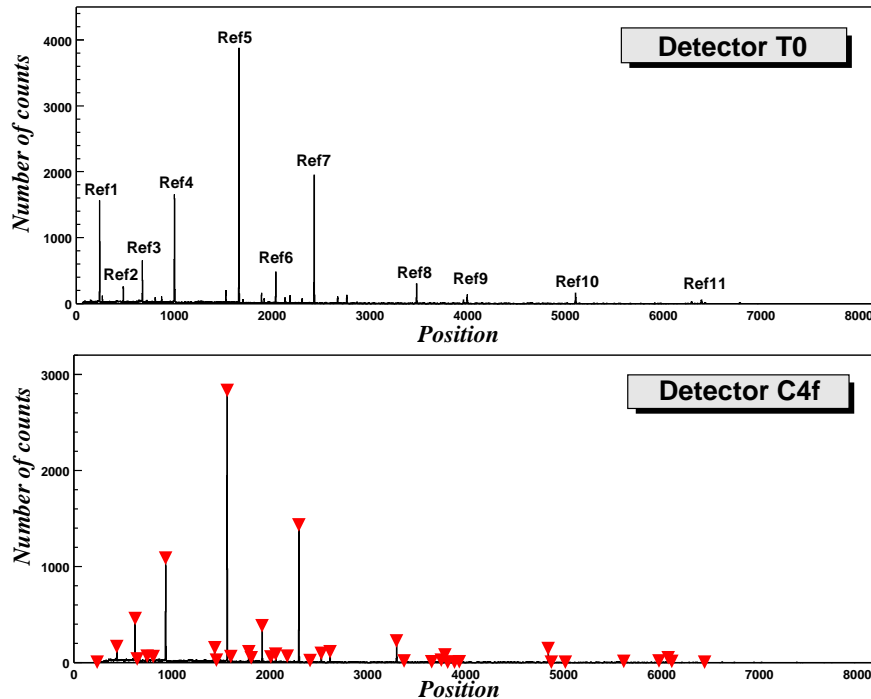 Detector T0
Number of counts
4000
3000
2000
1000
0
Ref1
Ref2
Ref3
Ref4
Ref5
Ref6
Ref7
Ref8
Ref9
Ref10
Ref11
0 1000 2000 3000 4000 5000 6000 7000 8000
Position
Detector C4f
Number of counts
3000
2000
1000
0
0 1000 2000 3000 4000 5000 6000 7000 8000
Position